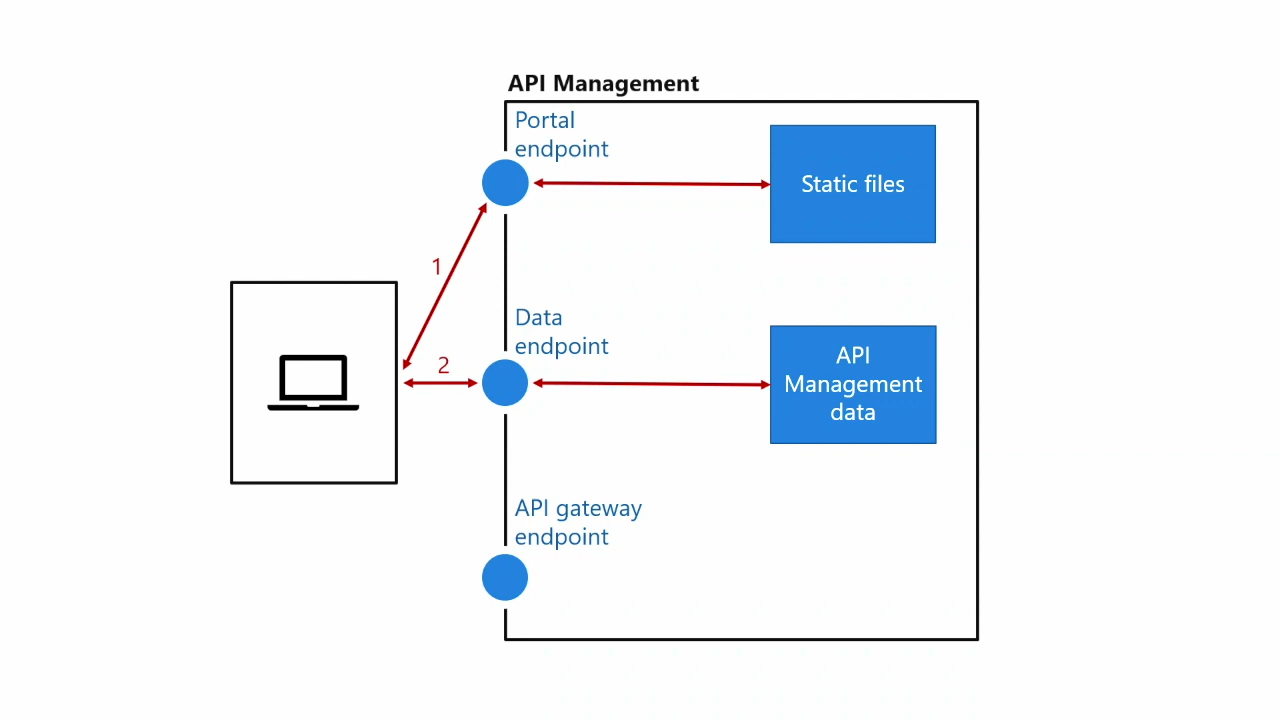 API Management
Portal
endpoint
Static files
1
Data
endpoint
API
Management
data
2
API gateway
endpoint